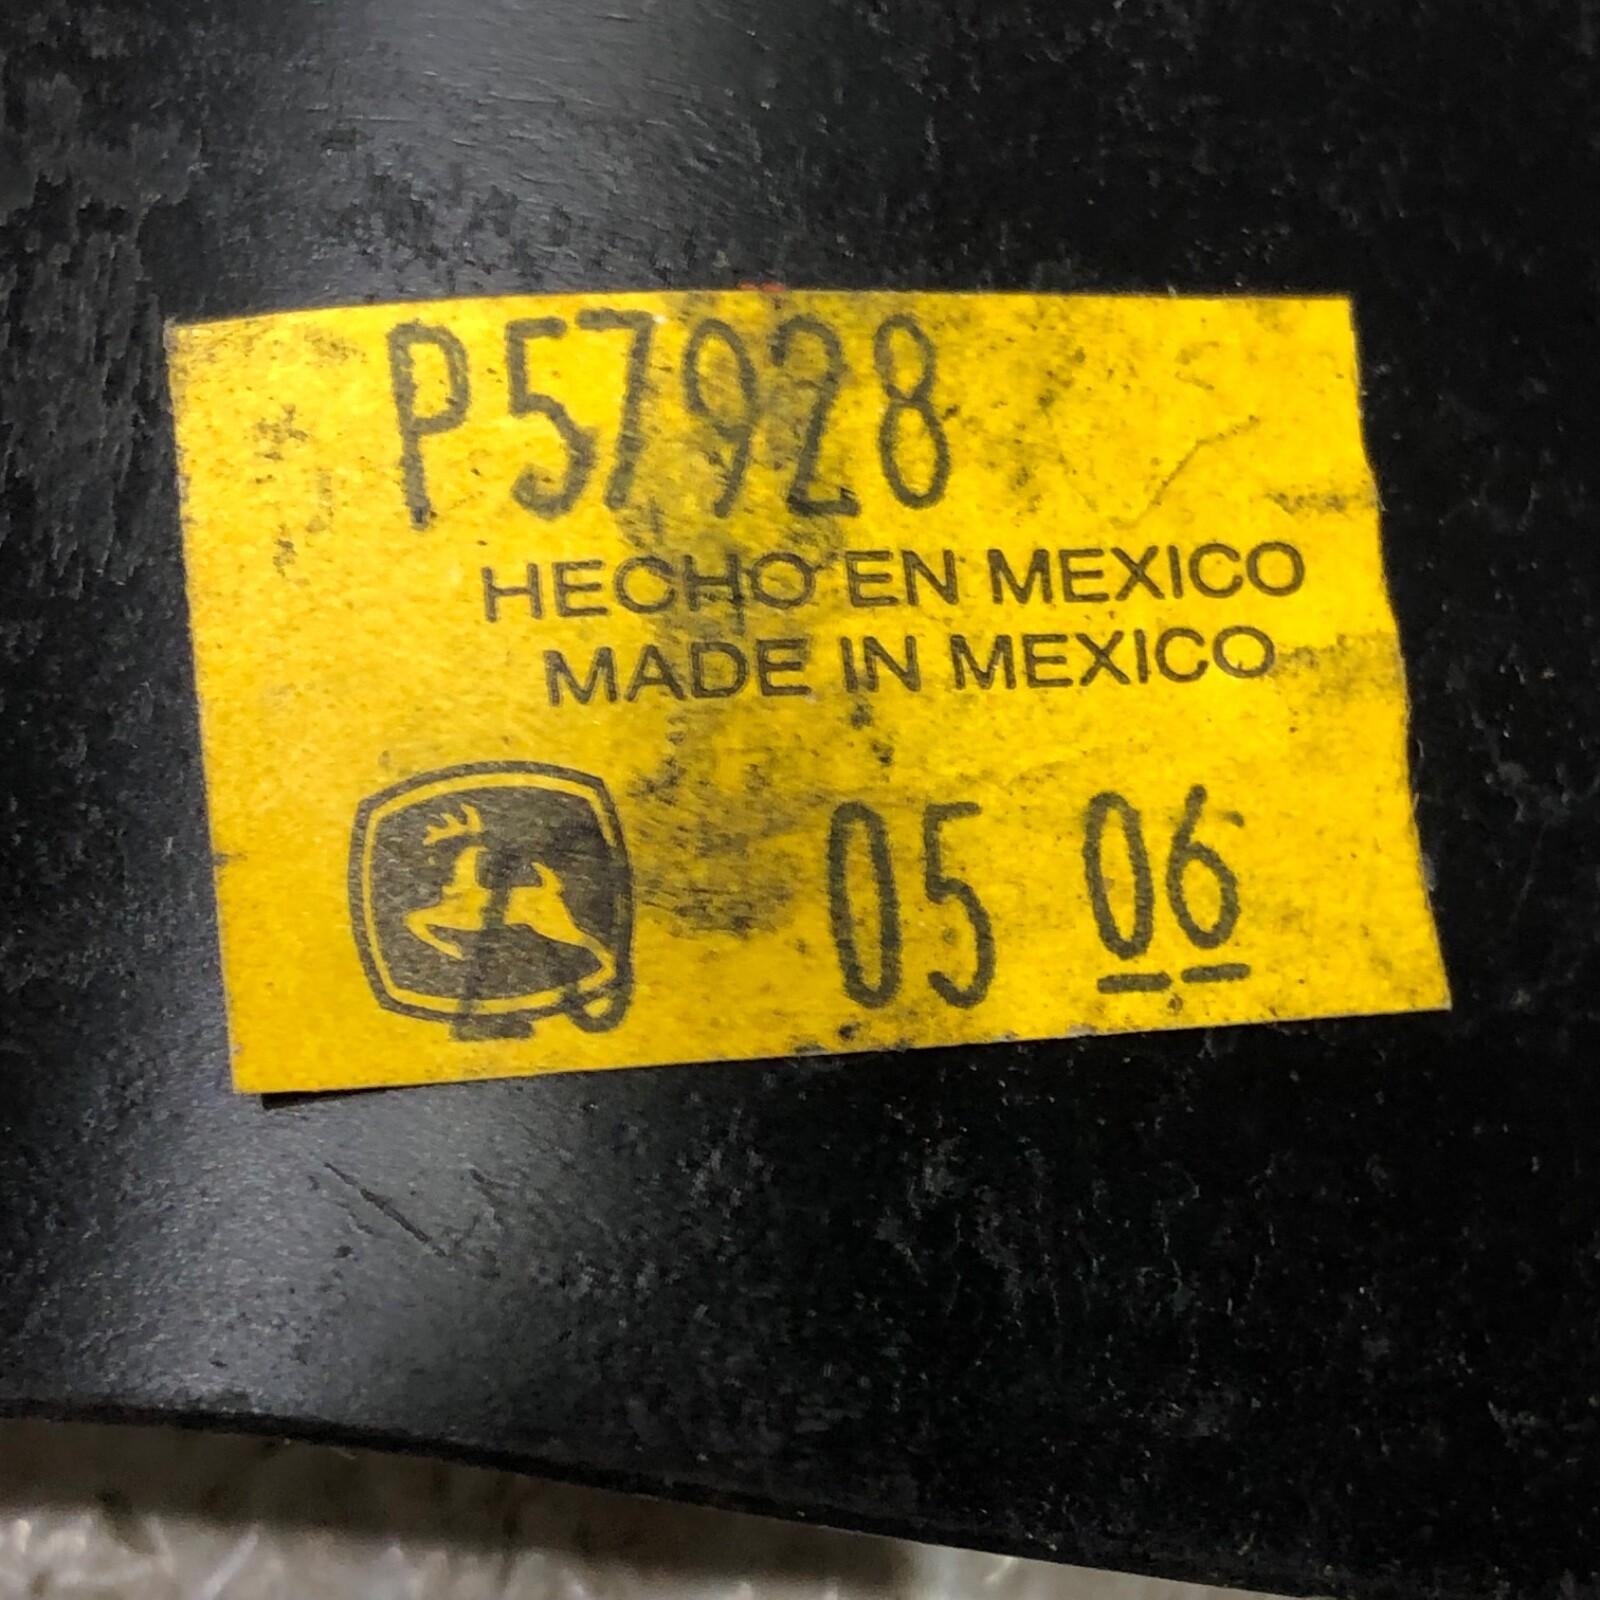 P57928
HECHO EN MEXICO
MADE IN MEXICO
05 06